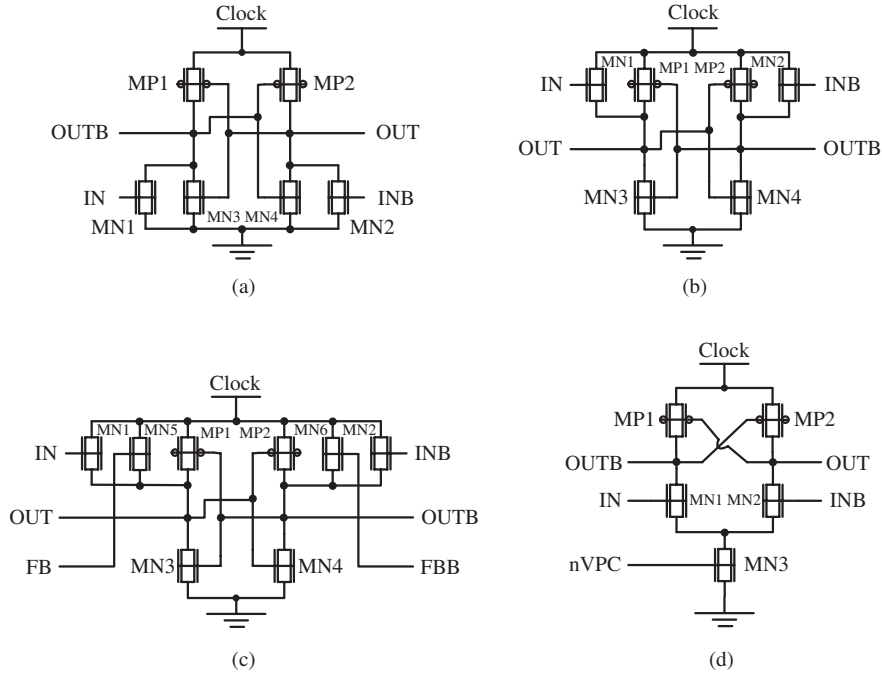 Clock
MP1 MP2
OUTB OUT
IN INB
MN1 MN3 MN4 MN2
(a)
Clock
IN MN1 MP1 MP2 MN2 INB
OUT OUTB
MN3 MN4
(b)
Clock
IN MN1 MN5 MP1 MP2 MN6 MN2 INB
OUT OUTB
FB MN3 MN4 FBB
(c)
Clock
MP1 MP2
OUTB OUT
IN MN1 MN2 INB
nVPC MN3
(d)